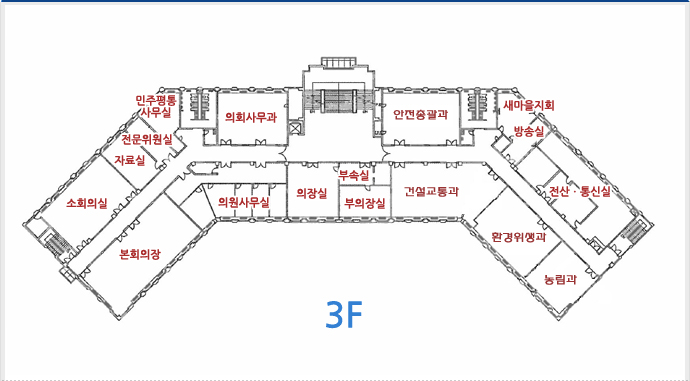 민주평통
사무실
의회사무과
안전총괄과
새마을지회
방송실
전문위원실
자료실
소회의실
본회의장
의원사무실
의장실
부속실
부의장실
건설교통과
전산·통신실
환경위생과
농림과
3F